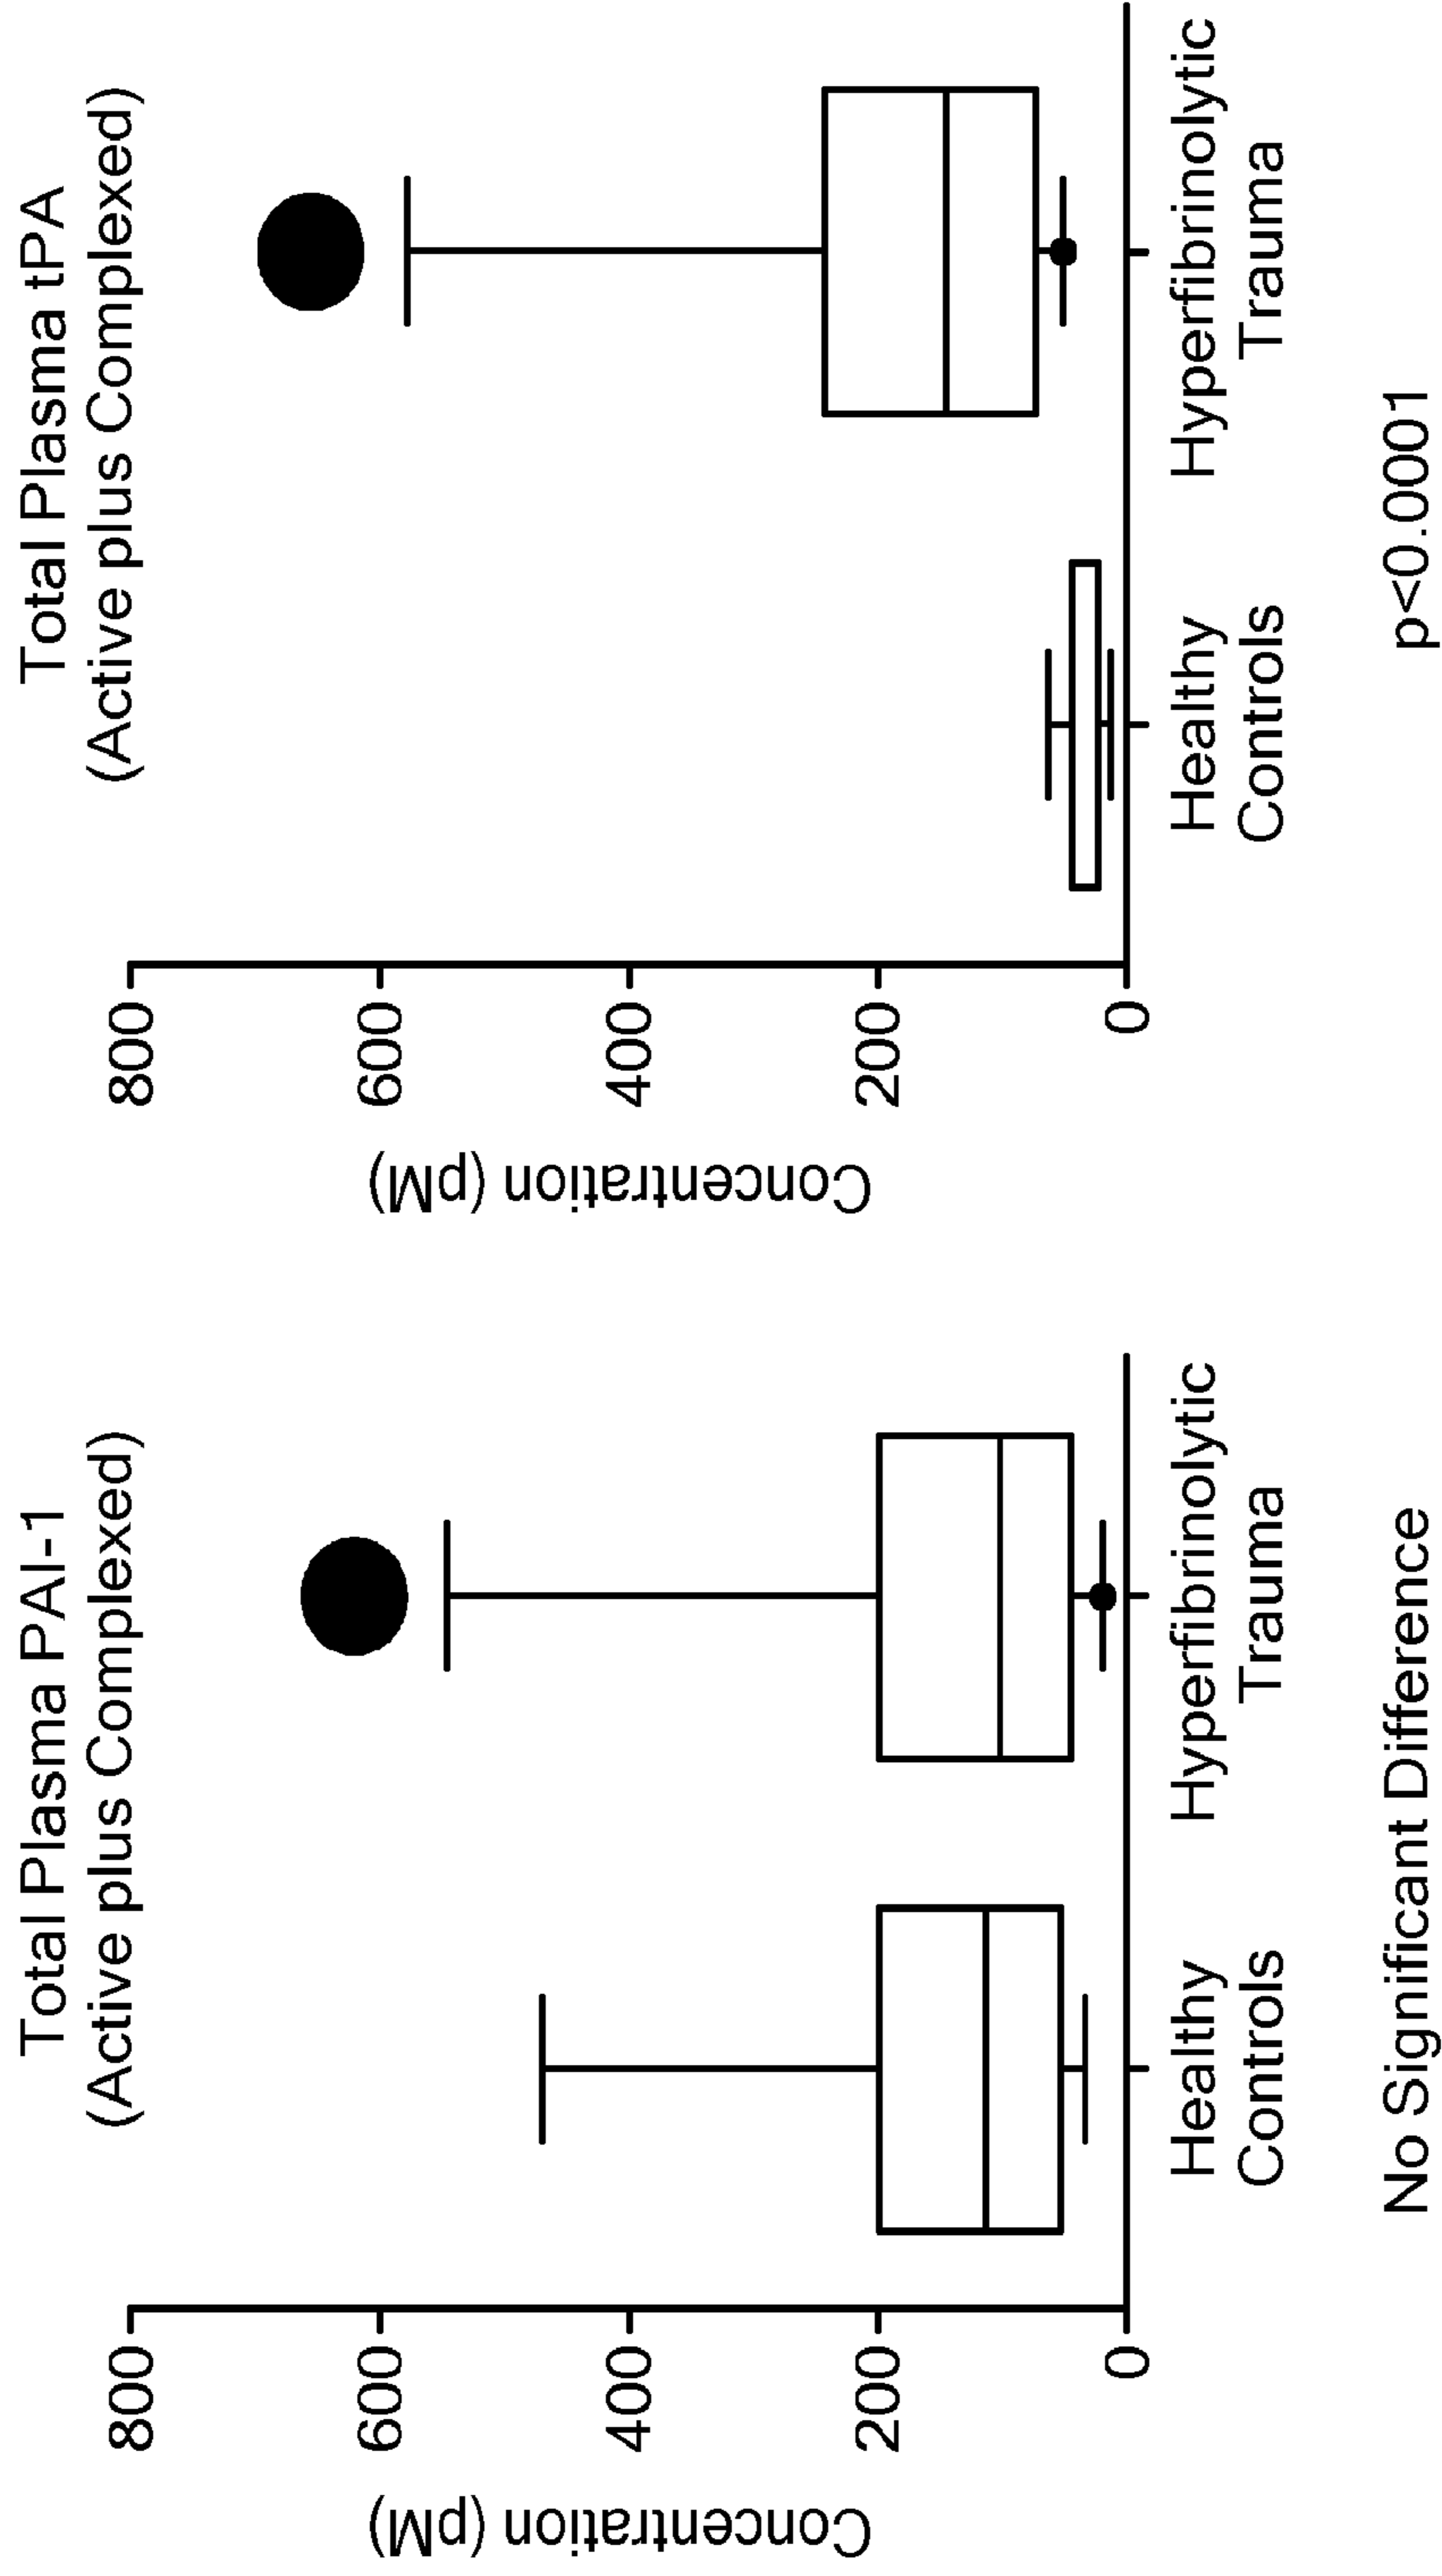 Total Plasma PAI-1
(Active plus Complexed)
Concentration (pM)
800
600
400
200
0
Healthy
Controls
Hyperfibrinolytic
Trauma
No Significant Difference
Total Plasma tPA
(Active plus Complexed)
Concentration (pM)
800
600
400
200
0
Healthy
Controls
Hyperfibrinolytic
Trauma
p<0.0001